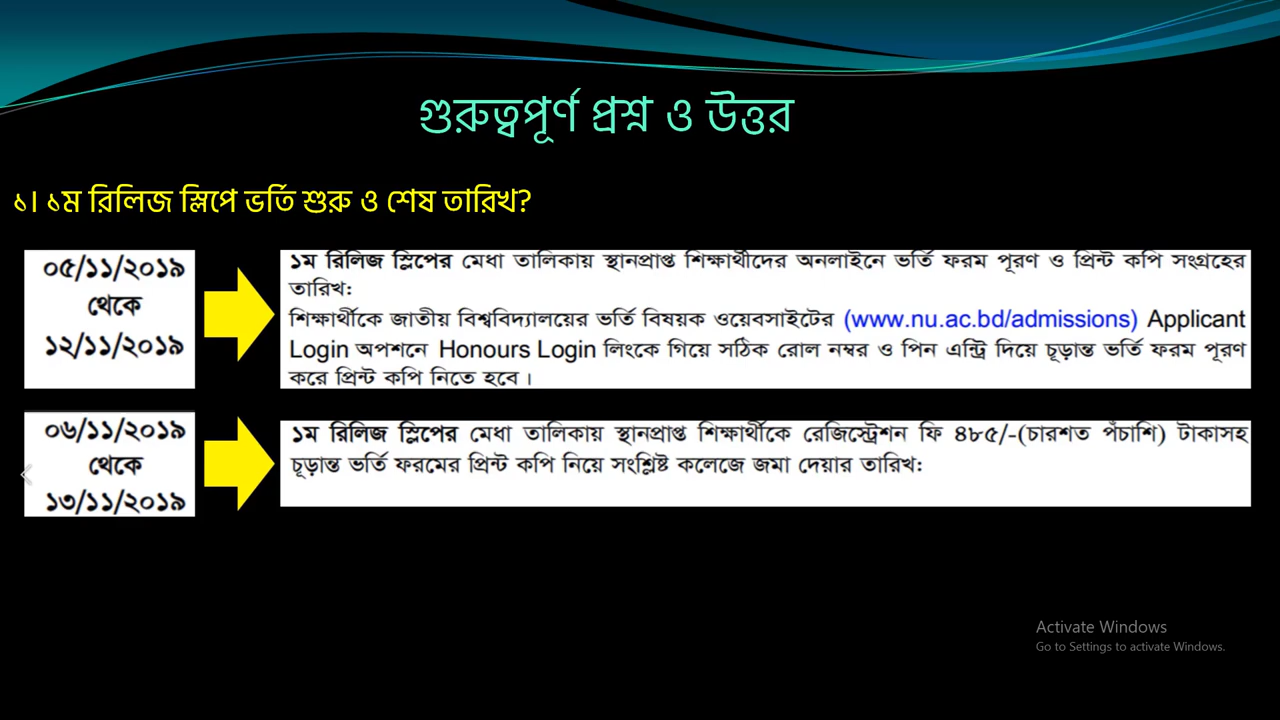 গুরুত্বপূর্ণ প্রশ্ন ও উত্তর
১। ১ম রিলিজ স্লিপে ভর্তি শুরু ও শেষ তারিখ?
০৫/১১/২০১৯
থেকে
১২/১১/২০১৯
১ম রিলিজ স্লিপের মেধা তালিকায় স্থানপ্রাপ্ত শিক্ষার্থীদের অনলাইনে ভর্তি ফরম পূরণ ও প্রিন্ট কপি সংগ্রহের
তারিখ:
শিক্ষার্থীকে জাতীয় বিশ্ববিদ্যালয়ের ভর্তি বিষয়ক ওয়েবসাইটের (www.nu.ac.bd/admissions) Applicant
Login অপশনে Honours Login লিংকে গিয়ে সঠিক রোল নম্বর ও পিন এন্ট্রি দিয়ে চূড়ান্ত ভর্তি ফরম পূরণ
করে প্রিন্ট কপি নিতে হবে।
০৬/১১/২০১৯
থেকে
১৩/১১/২০১৯
১ম রিলিজ স্লিপের মেধা তালিকায় স্থানপ্রাপ্ত শিক্ষার্থীকে রেজিস্ট্রেশন ফি ৪৮৫/-(চারশত পঁচাশি) টাকাসহ
চূড়ান্ত ভর্তি ফরমের প্রিন্ট কপি নিয়ে সংশ্লিষ্ট কলেজে জমা দেয়ার তারিখ:
Activate Windows
Go to Settings to activate Windows.